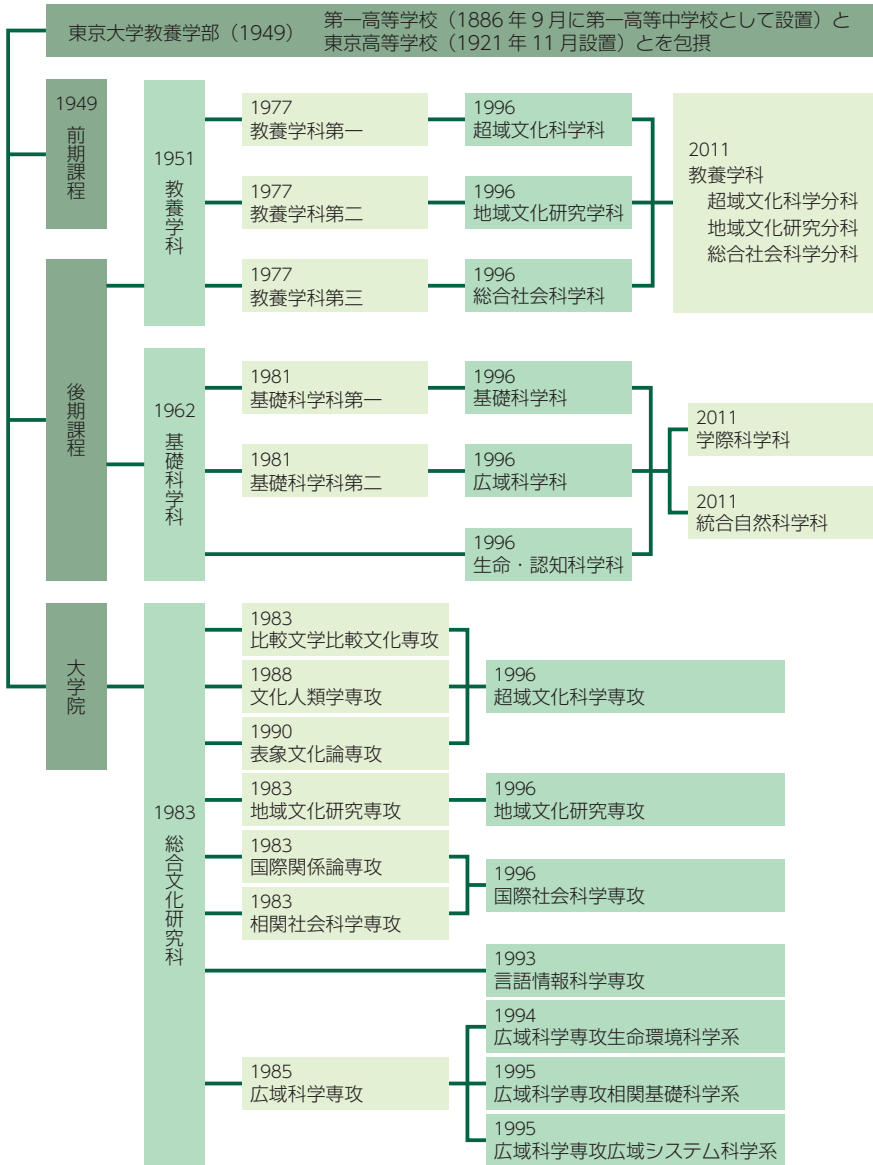 東京大学教養学部（1949）
第一高等学校（1886 年 9 月に第一高等中学校として設置）と
東京高等学校（1921 年 11 月設置）とを包摂
1949
前期課程
1951
教養学科
1977
教養学科第一
1996
超域文化科学科
1977
教養学科第二
1996
地域文化研究学科
1977
教養学科第三
1996
総合社会科学科
2011
教養学科
超域文化科学分科
地域文化研究分科
総合社会科学分科
後期課程
1962
基礎科学科
1981
基礎科学科第一
1996
基礎科学科
1981
基礎科学科第二
1996
広域科学科
1996
生命・認知科学科
2011
学際科学科
2011
統合自然科学科
大学院
1983
総合文化研究科
1983
比較文学比較文化専攻
1988
文化人類学専攻
1990
表象文化論専攻
1996
超域文化科学専攻
1983
地域文化研究専攻
1996
地域文化研究専攻
1983
国際関係論専攻
1983
相関社会科学専攻
1996
国際社会科学専攻
1993
言語情報科学専攻
1985
広域科学専攻
1994
広域科学専攻生命環境科学系
1995
広域科学専攻相関基礎科学系
1995
広域科学専攻広域システム科学系